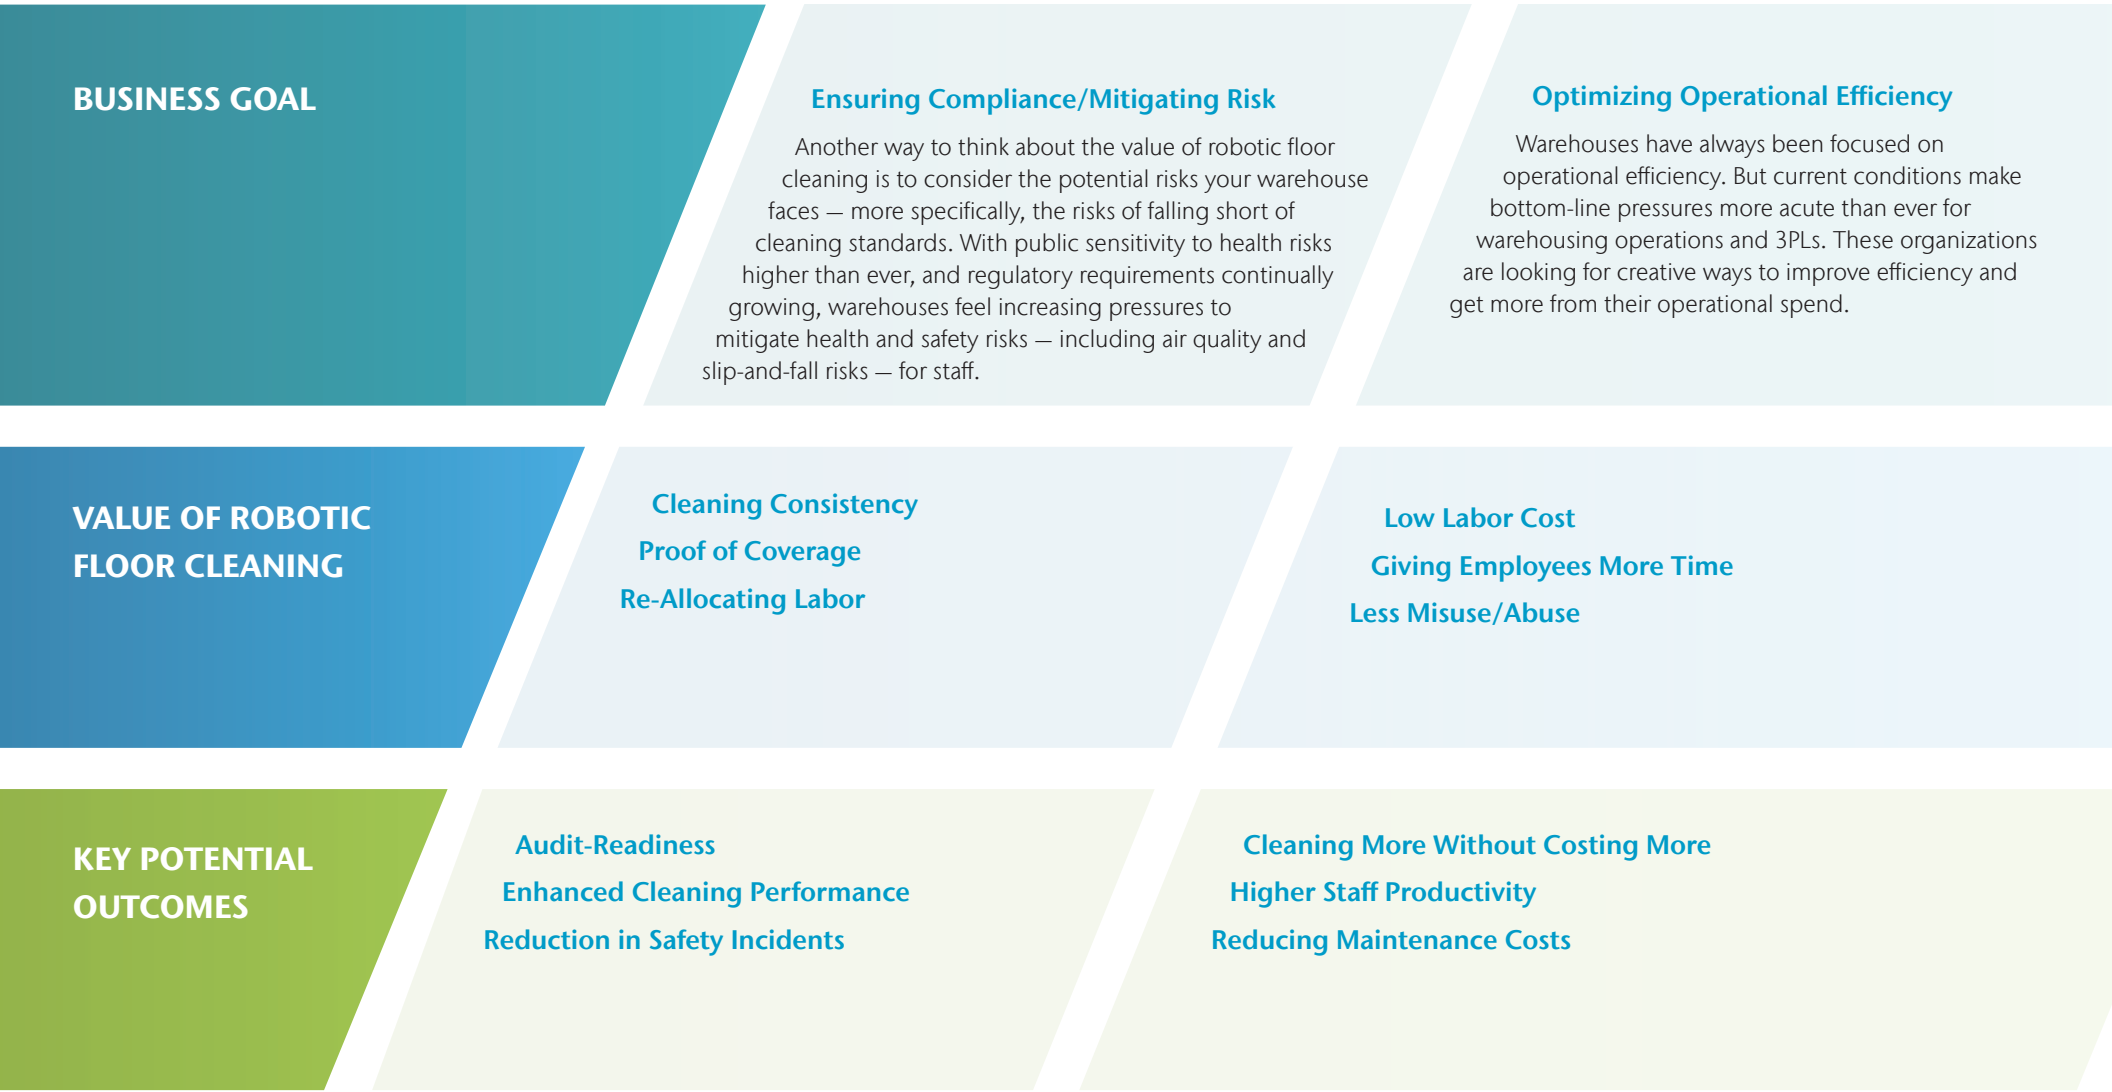 BUSINESS GOAL
Ensuring Compliance/Mitigating Risk
Another way to think about the value of robotic floor
cleaning is to consider the potential risks your warehouse
faces — more specifically, the risks of falling short of
cleaning standards. With public sensitivity to health risks
higher than ever, and regulatory requirements continually
growing, warehouses feel increasing pressures to
mitigate health and safety risks — including air quality and
slip-and-fall risks — for staff.
Optimizing Operational Efficiency
Warehouses have always been focused on
operational efficiency. But current conditions make
bottom-line pressures more acute than ever for
warehousing operations and 3PLs. These organizations
are looking for creative ways to improve efficiency and
get more from their operational spend.
VALUE OF ROBOTIC
FLOOR CLEANING
Cleaning Consistency
Proof of Coverage
Re-Allocating Labor
Low Labor Cost
Giving Employees More Time
Less Misuse/Abuse
KEY POTENTIAL
OUTCOMES
Audit-Readiness
Enhanced Cleaning Performance
Reduction in Safety Incidents
Cleaning More Without Costing More
Higher Staff Productivity
Reducing Maintenance Costs